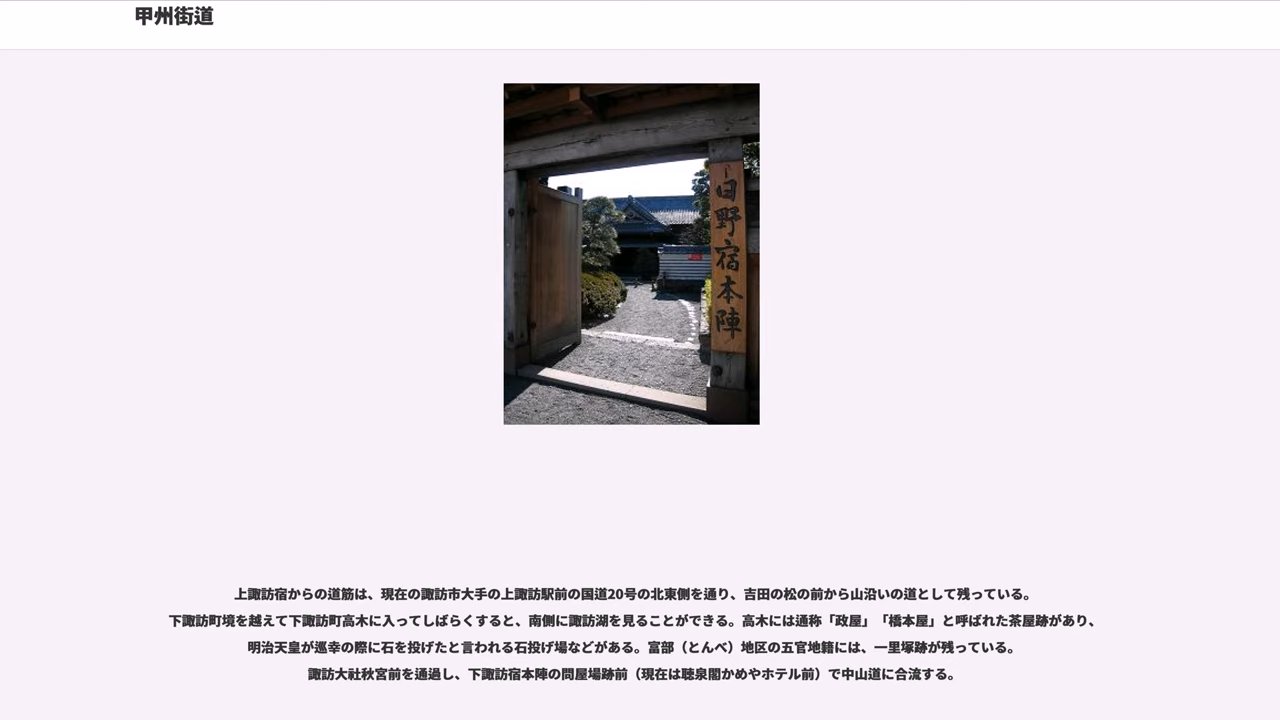 甲州街道
日野宿本陣
上諏訪宿からの道筋は、現在の諏訪市大手の上諏訪駅前の国道20号の北東側を通り、吉田の松の前から山沿いの道として残っている。
下諏訪町境を越えて下諏訪町高木に入ってしばらくすると、南側に諏訪湖を見ることができる。高木には通称「政屋」「橋本屋」と呼ばれた茶屋跡があり、
明治天皇が巡幸の際に石を投げたと言われる石投げ場などがある。富部（とんべ）地区の五官地籍には、一里塚跡が残っている。
諏訪大社秋宮前を通過し、下諏訪宿本陣の問屋場跡前（現在は聴泉閣かめやホテル前）で中山道に合流する。